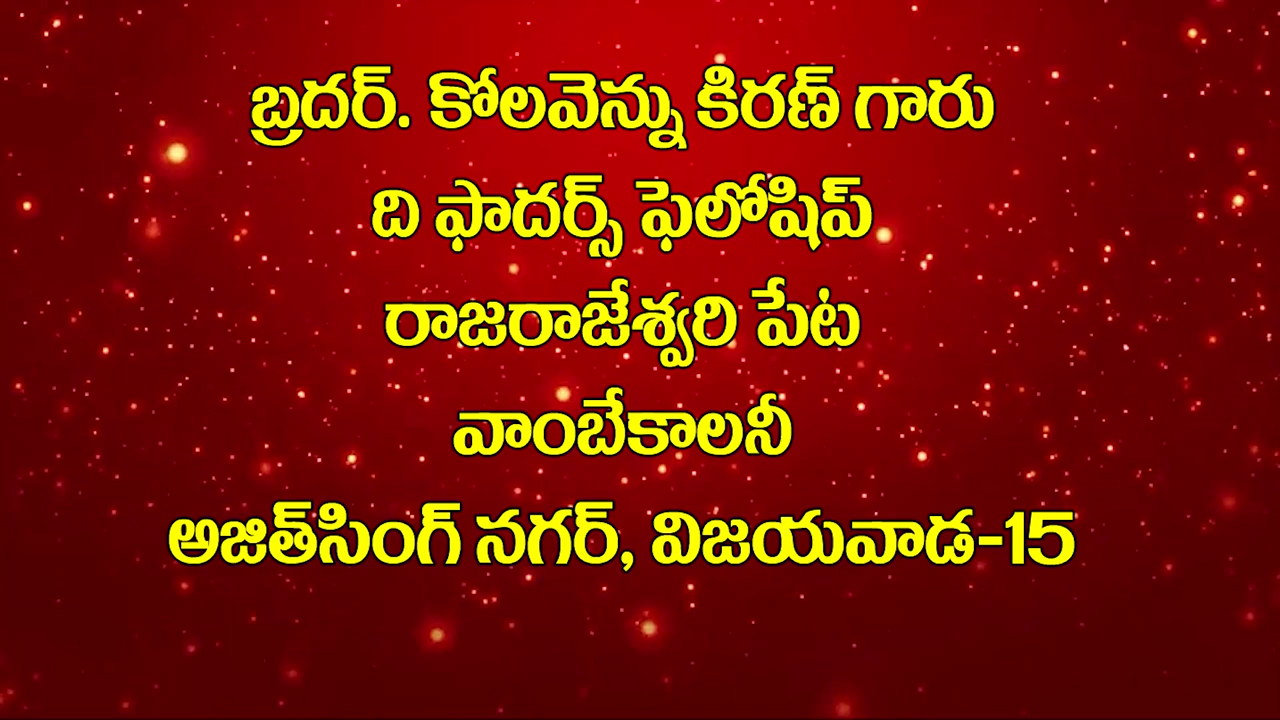 బ్రదర్. కోలవెన్ను కిరణ్ గారు
ది ఫాదర్స్ ఫెలోషిప్
రాజరాజేశ్వరి పేట
వాంబేకాలనీ
అజిత్‌సింగ్ నగర్, విజయవాడ-15